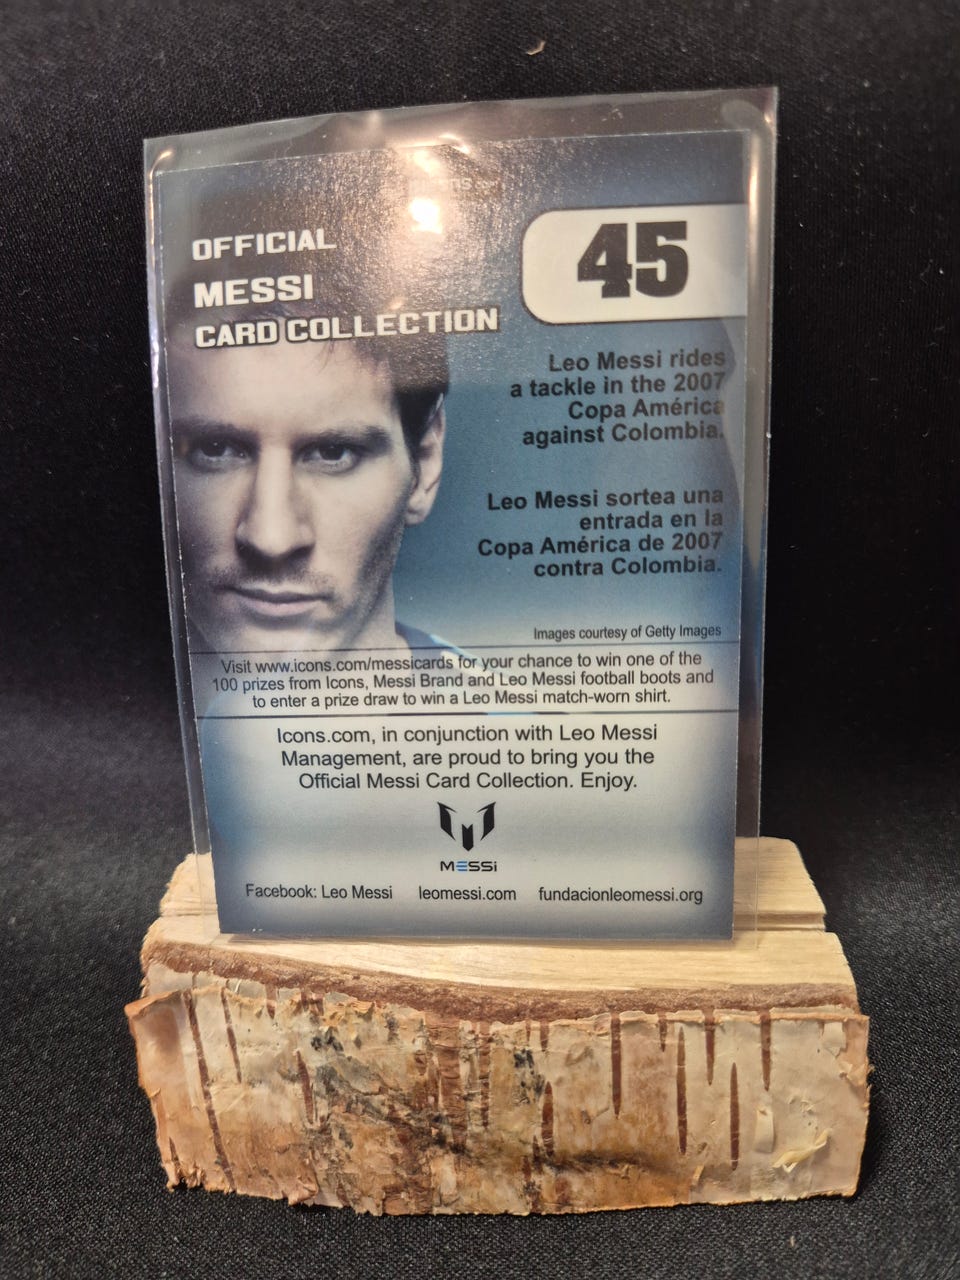 OFFICIAL
MESSI
CARD COLLECTION
45
Leo Messi rides
a tackle in the 2007
Copa América
against Colombia.
Leo Messi sortea una
entrada en la
Copa América de 2007
contra Colombia.
Images courtesy of Getty Images
Visit www.icons.com/messicards for your chance to win one of the
100 prizes from Icons, Messi Brand and Leo Messi football boots and
to enter a prize draw to win a Leo Messi match-worn shirt.
Icons.com, in conjunction with Leo Messi
Management, are proud to bring you the
Official Messi Card Collection. Enjoy.
MESSi
Facebook: Leo Messi leomessi.com fundacionleomessi.org